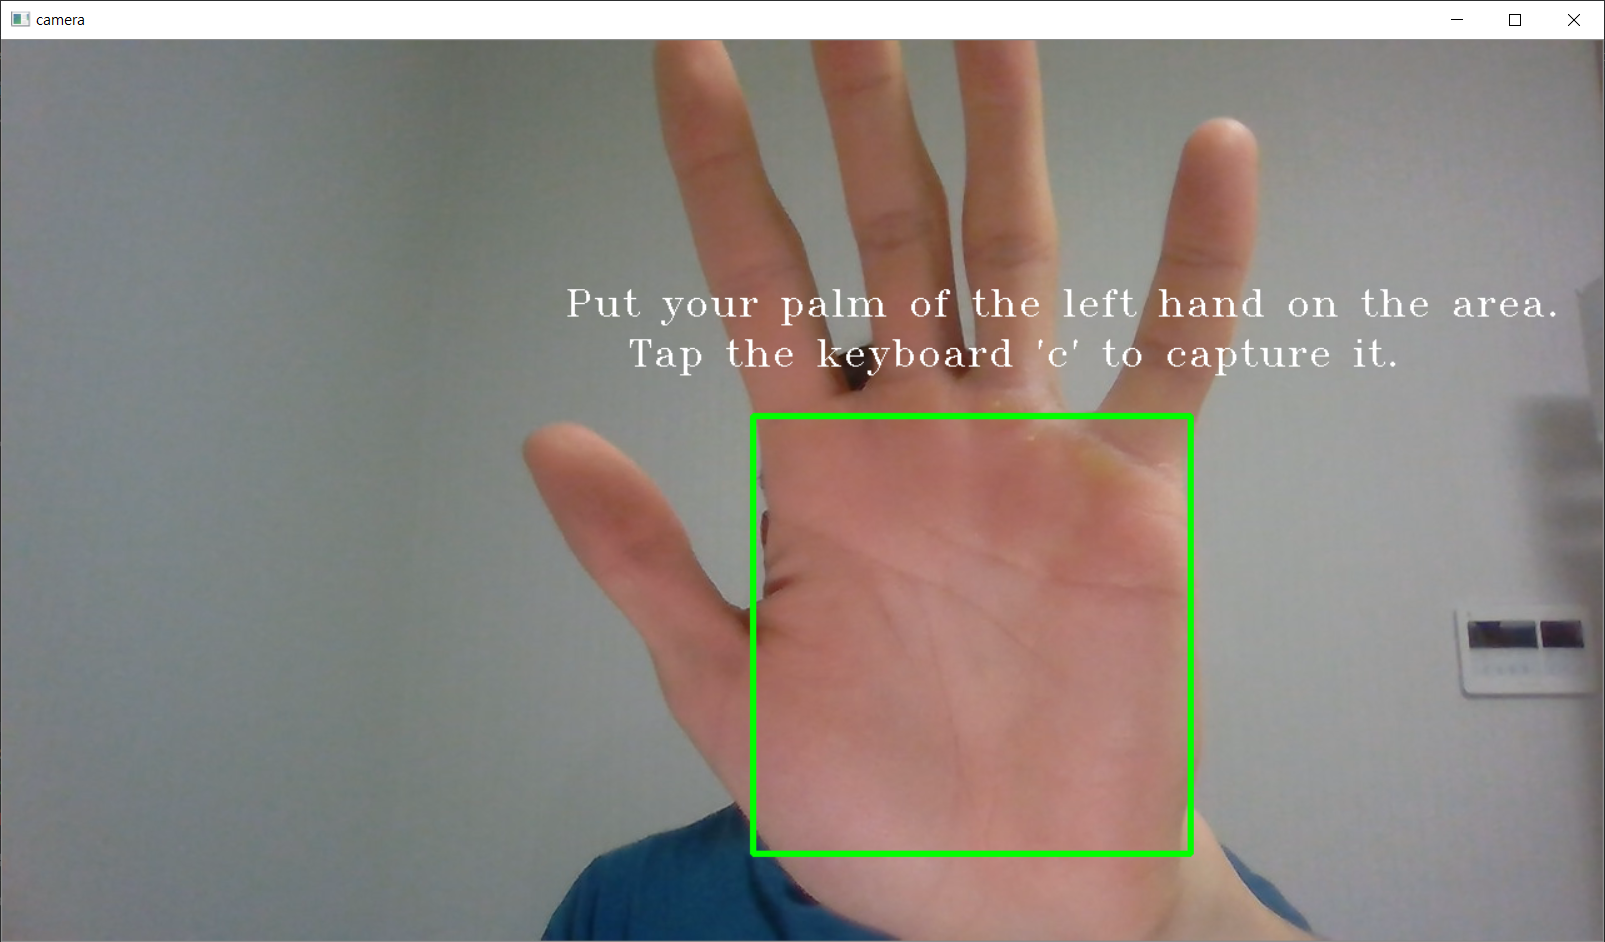 camera
Put your palm of the left hand on the area.
Tap the keyboard 'c' to capture it.